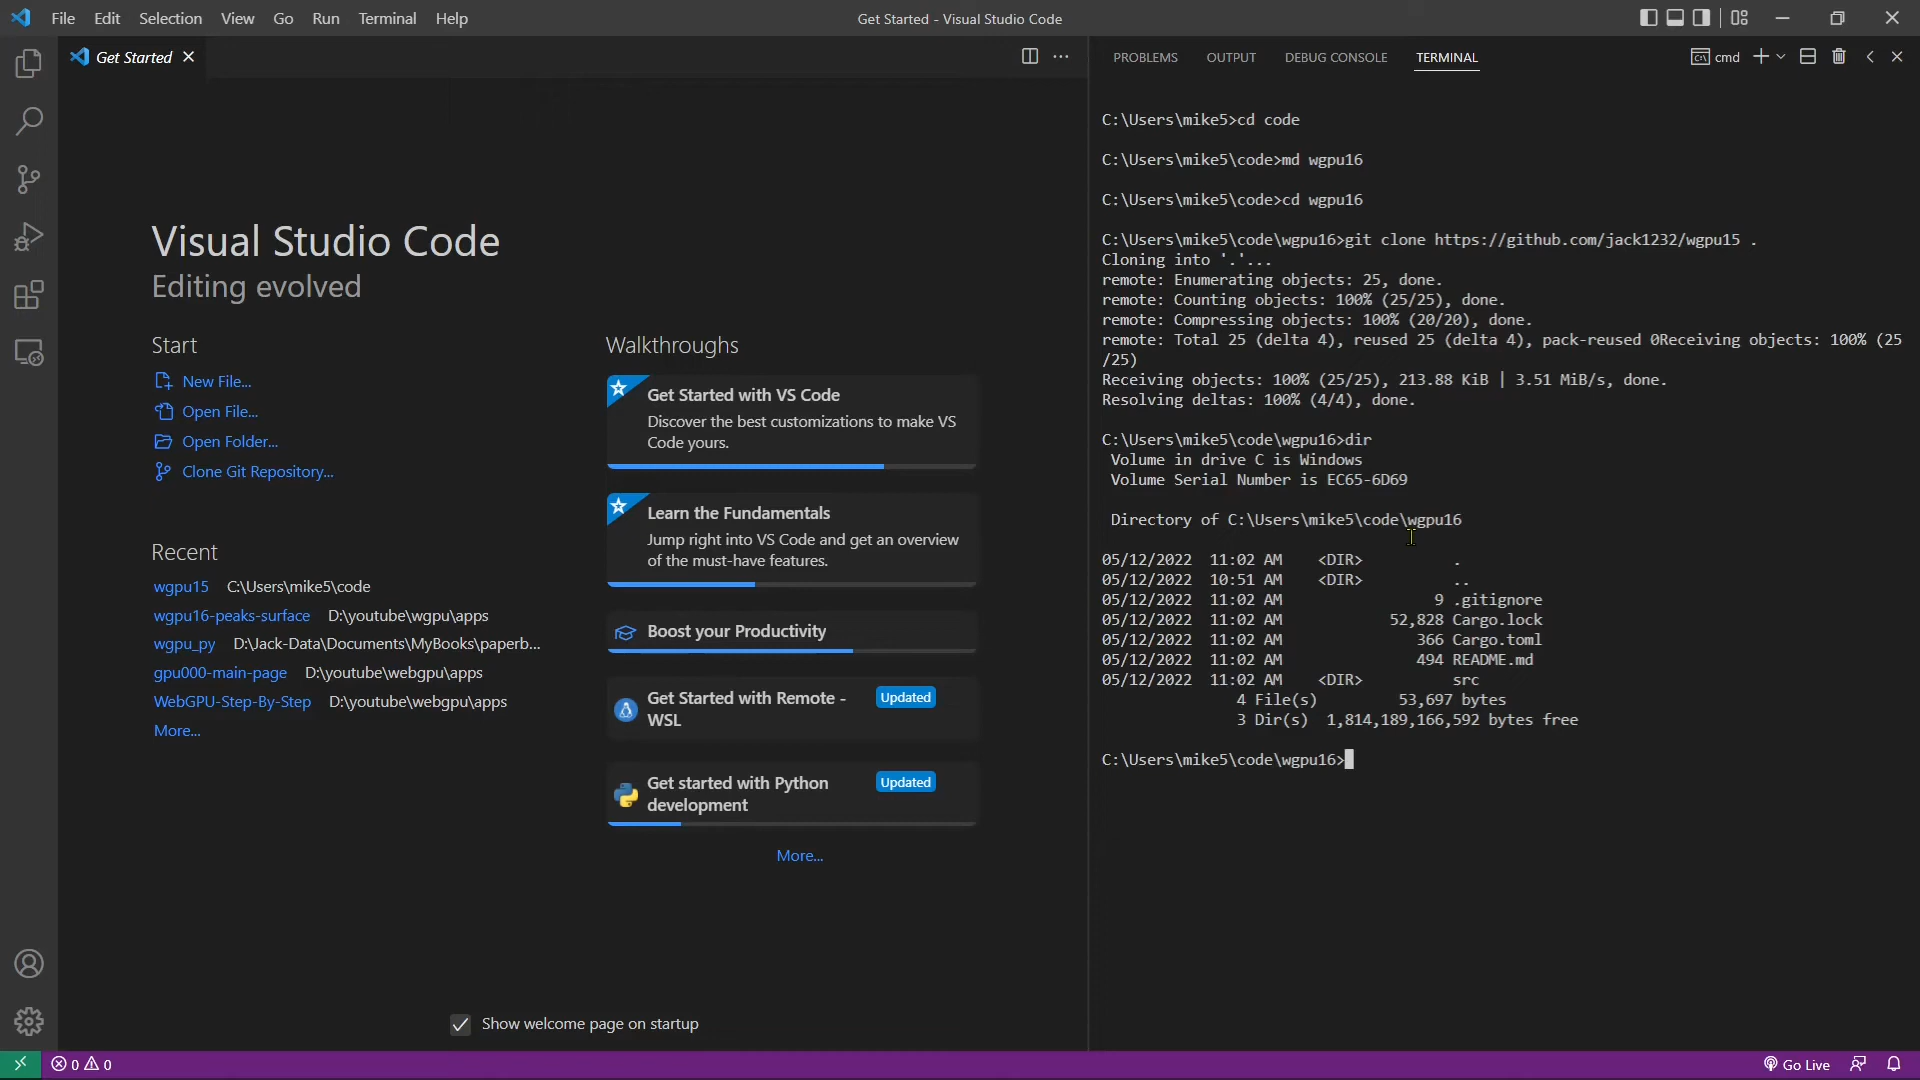 File Edit Selection View Go Run Terminal Help
Get Started - Visual Studio Code
Get Started
PROBLEMS OUTPUT DEBUG CONSOLE TERMINAL
cmd
Visual Studio Code
Editing evolved
Start
New File...
Open File...
Open Folder...
Clone Git Repository...
Recent
wgpu15 C:\Users\mike5\code
wgpu16-peaks-surface D:\youtube\wgpu\apps
wgpu_py D:\Jack-Data\Documents\MyBooks\paperb...
gpu000-main-page D:\youtube\webgpu\apps
WebGPU-Step-By-Step D:\youtube\webgpu\apps
More...
Walkthroughs
Get Started with VS Code
Discover the best customizations to make VS
Code yours.
Learn the Fundamentals
Jump right into VS Code and get an overview
of the must-have features.
Boost your Productivity
Get Started with Remote - Updated
WSL
Get started with Python Updated
development
More...
Show welcome page on startup
C:\Users\mike5>cd code
C:\Users\mike5\code>md wgpu16
C:\Users\mike5\code>cd wgpu16
C:\Users\mike5\code\wgpu16>git clone https://github.com/jack1232/wgpu15 .
Cloning into '.'...
remote: Enumerating objects: 25, done.
remote: Counting objects: 100% (25/25), done.
remote: Compressing objects: 100% (20/20), done.
remote: Total 25 (delta 4), reused 25 (delta 4), pack-reused 0Receiving objects: 100% (25
/25)
Receiving objects: 100% (25/25), 213.88 KiB | 3.51 MiB/s, done.
Resolving deltas: 100% (4/4), done.
C:\Users\mike5\code\wgpu16>dir
Volume in drive C is Windows
Volume Serial Number is EC65-6D69
Directory of C:\Users\mike5\code\wgpu16
05/12/2022 11:02 AM <DIR> .
05/12/2022 10:51 AM <DIR> ..
05/12/2022 11:02 AM 9 .gitignore
05/12/2022 11:02 AM 52,828 Cargo.lock
05/12/2022 11:02 AM 366 Cargo.toml
05/12/2022 11:02 AM 494 README.md
05/12/2022 11:02 AM <DIR> src
4 File(s) 53,697 bytes
3 Dir(s) 1,814,189,166,592 bytes free
C:\Users\mike5\code\wgpu16>
0 0
Go Live